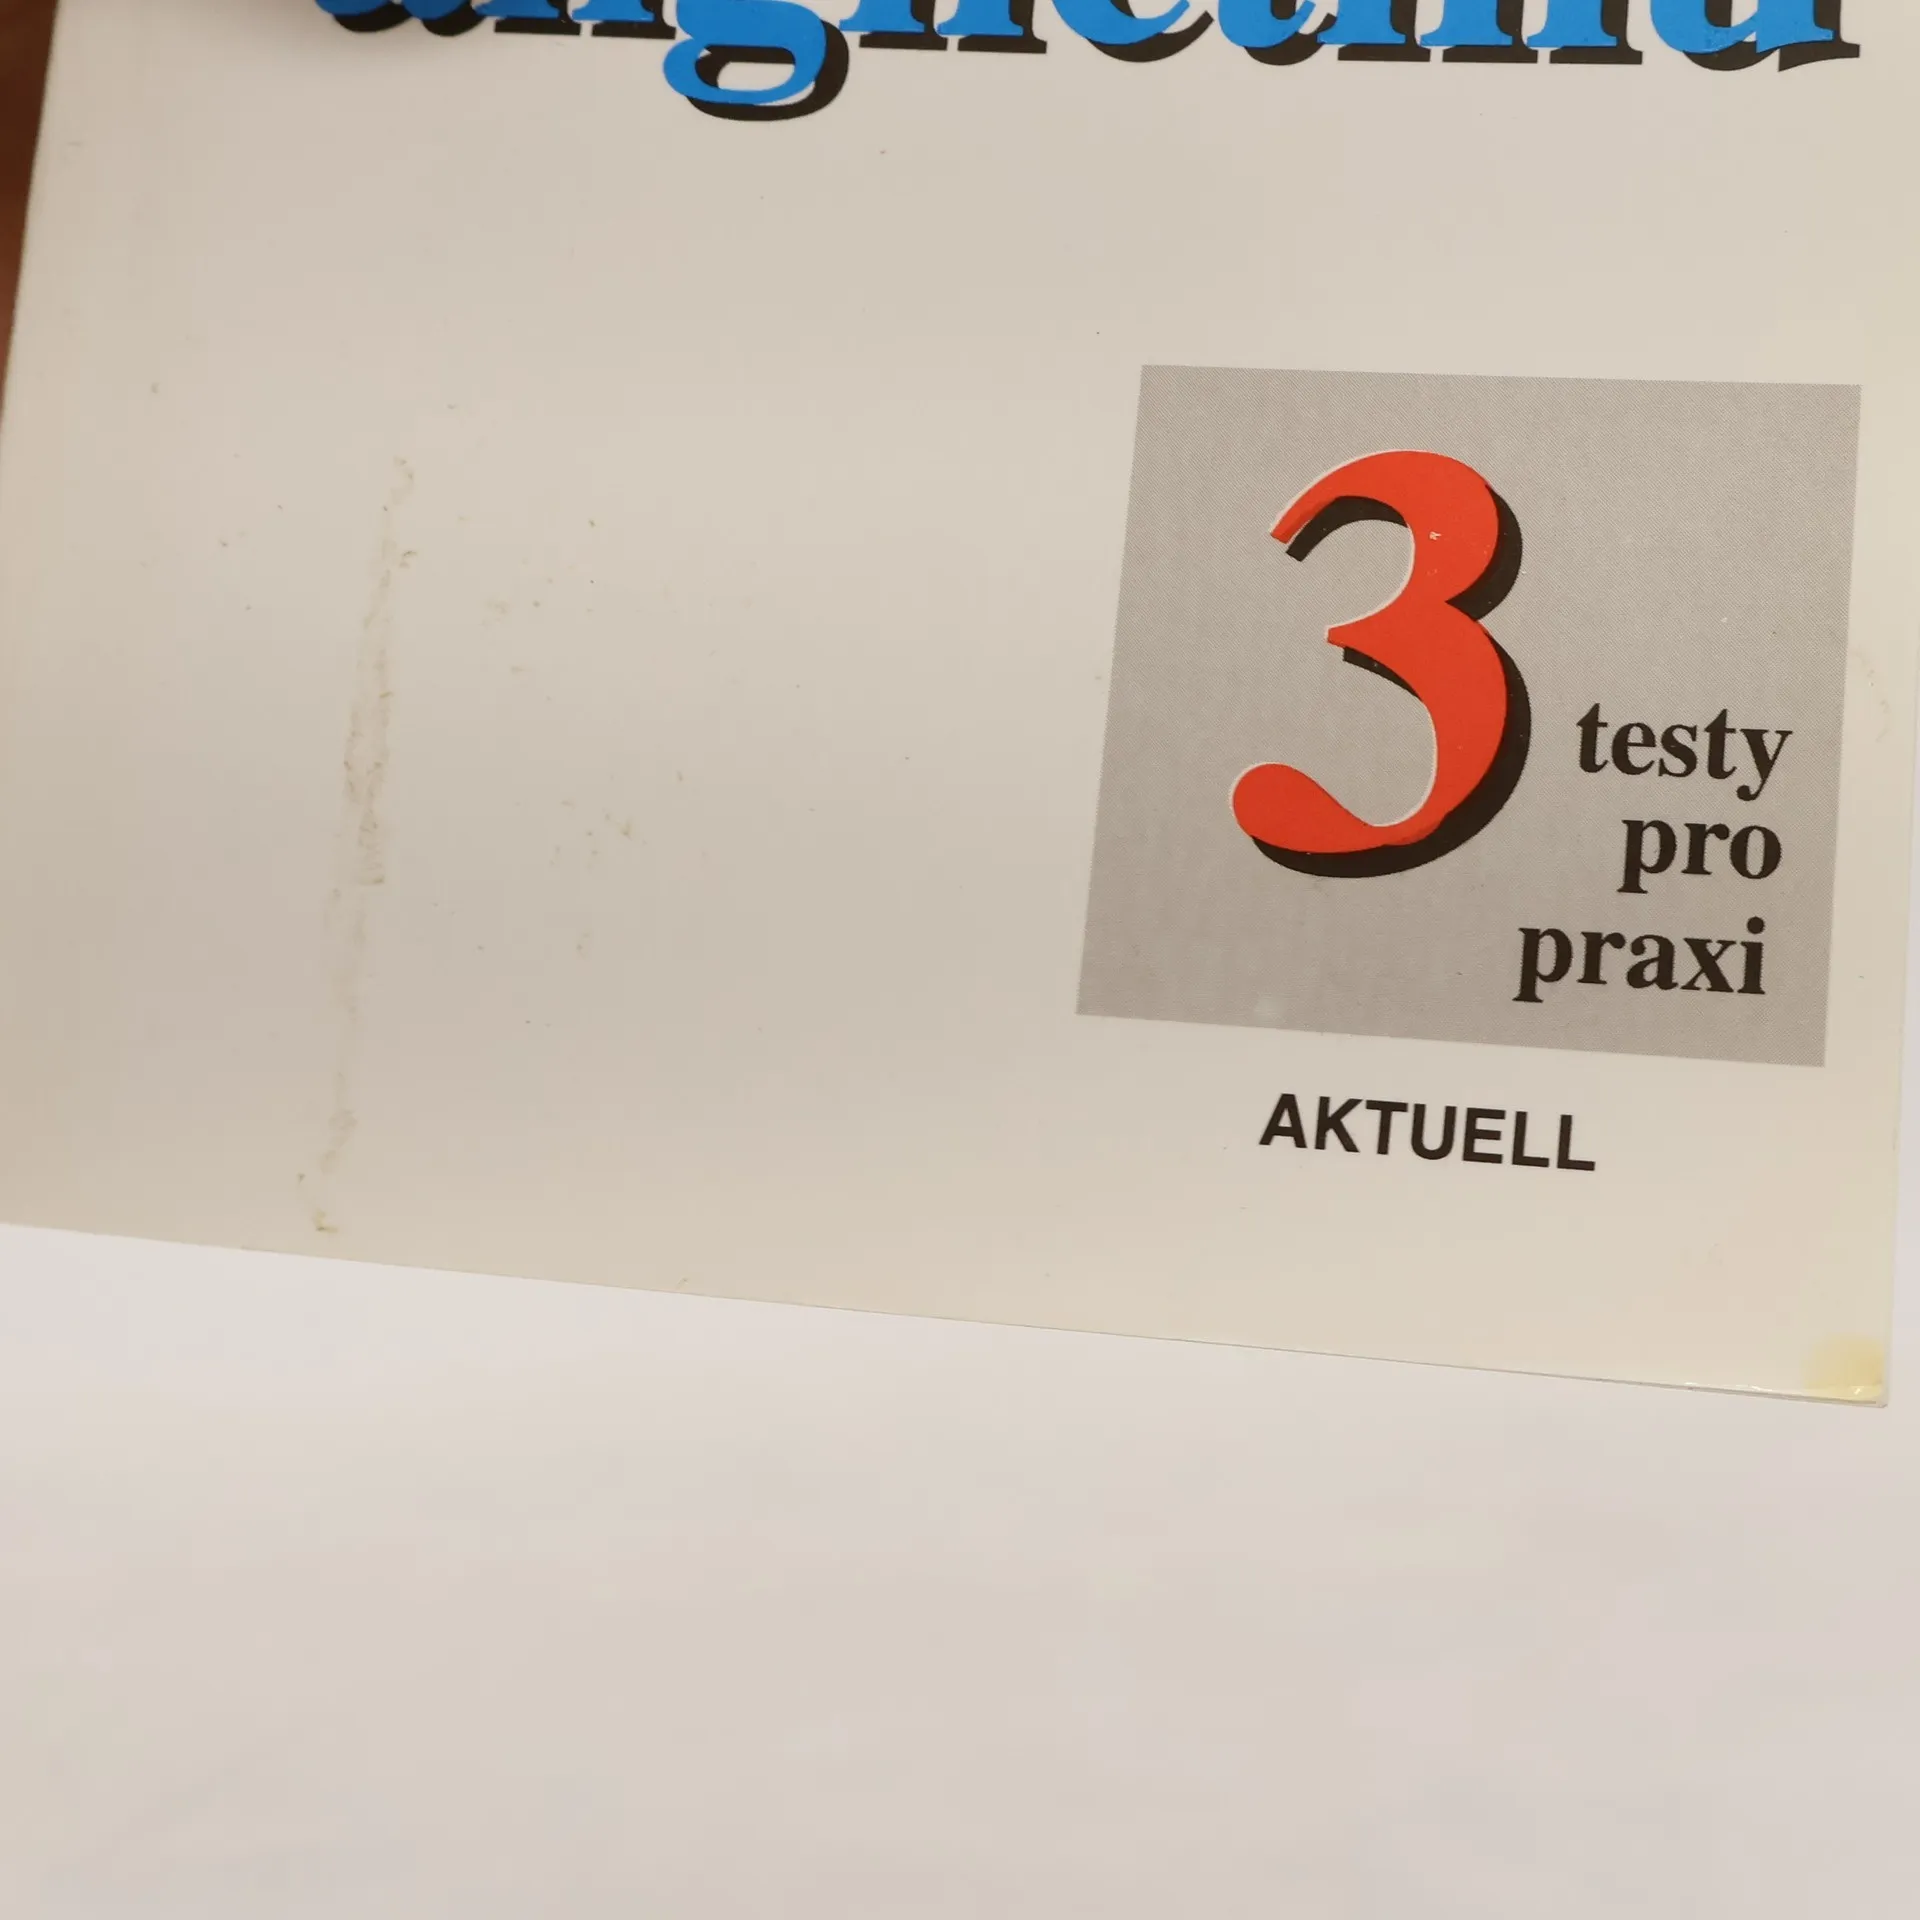 3
testy
pro
praxi
AKTUELL